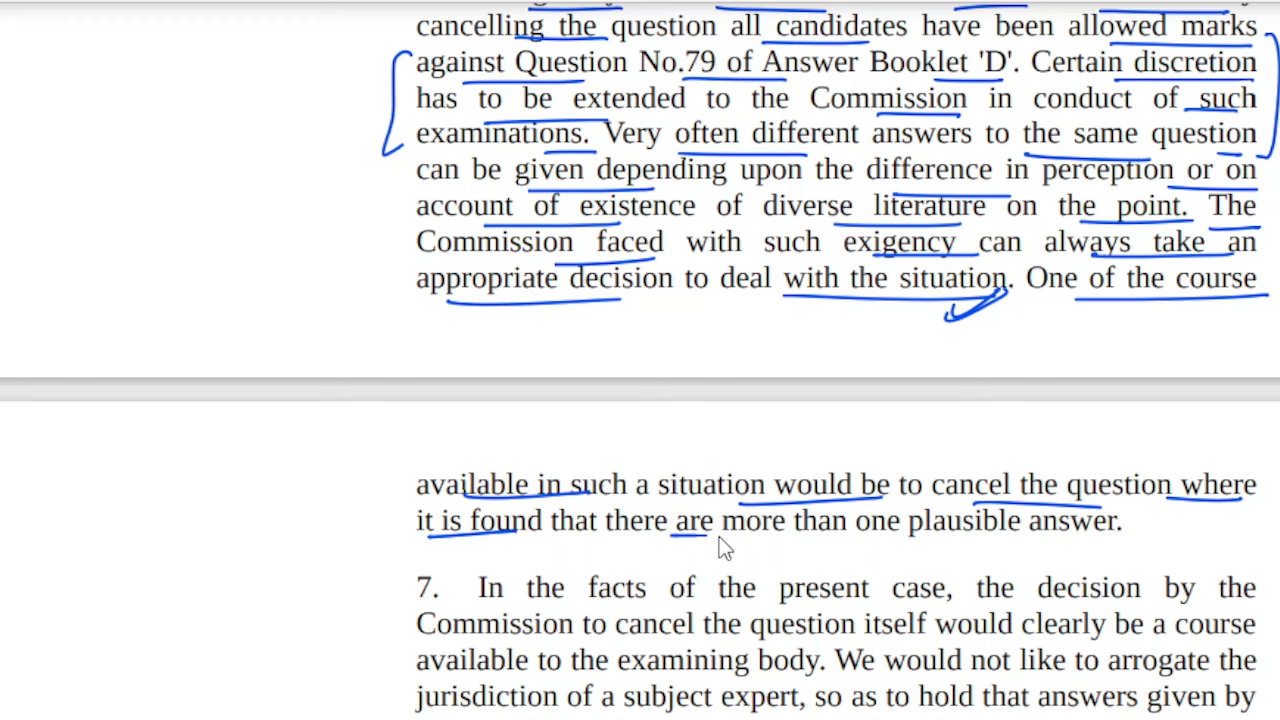 cancelling the question all candidates have been allowed marks
against Question No.79 of Answer Booklet 'D'. Certain discretion
has to be extended to the Commission in conduct of such
examinations. Very often different answers to the same question
can be given depending upon the difference in perception or on
account of existence of diverse literature on the point. The
Commission faced with such exigency can always take an
appropriate decision to deal with the situation. One of the course
available in such a situation would be to cancel the question where
it is found that there are more than one plausible answer.
7. In the facts of the present case, the decision by the
Commission to cancel the question itself would clearly be a course
available to the examining body. We would not like to arrogate the
jurisdiction of a subject expert, so as to hold that answers given by